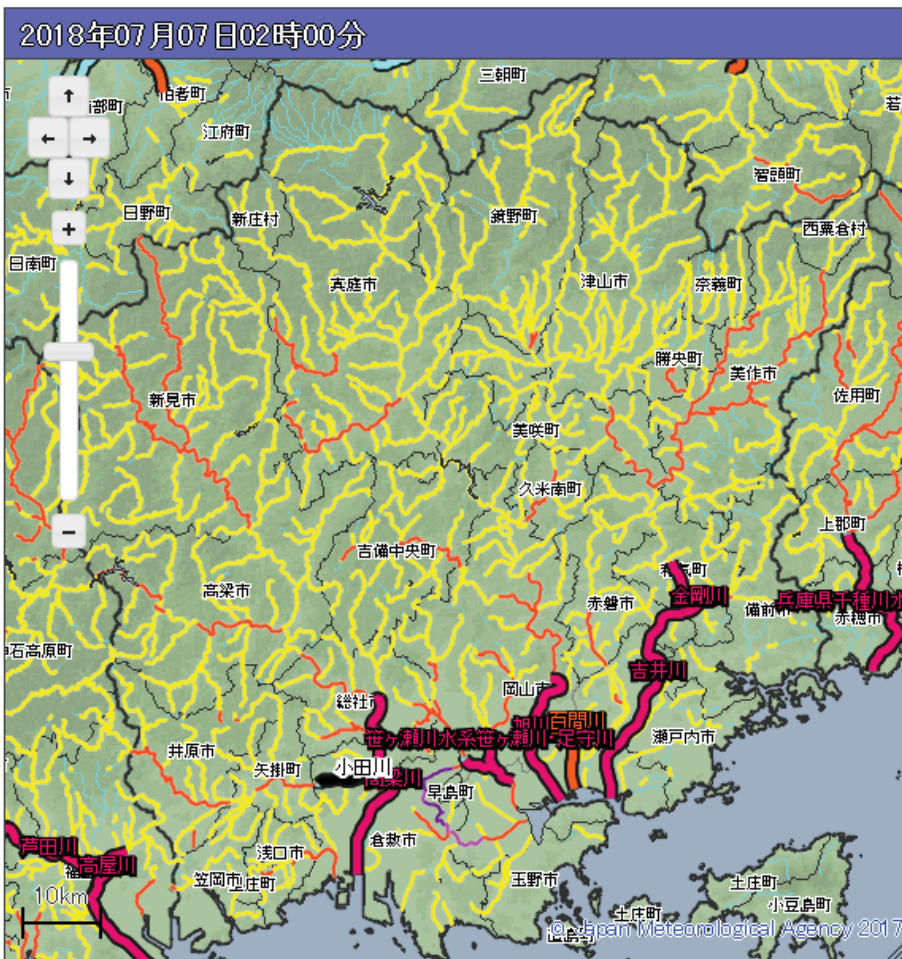 2018年07月07日02時00分
三朝町
伯耆町
江府町
智頭町
日野町
新庄村
鏡野町
西粟倉村
日南町
真庭市
津山市
奈義町
勝央町
美作市
新見市
佐用町
美咲町
久米南町
上郡町
吉備中央町
高梁市
赤磐市
金剛川
備前市
兵庫県千種川水
赤穂市
石高原町
吉井川
総社市
岡山市
旭川
百間川
笹ヶ瀬川水系笹ヶ瀬川・足守川
瀬戸内市
井原市
矢掛町
小田川
高梁川
早島町
倉敷市
芦田川
高屋川
浅口市
笠岡市
里庄町
玉野市
土庄町
小豆島町
10km
土庄町
© Japan Meteorological Agency 2017